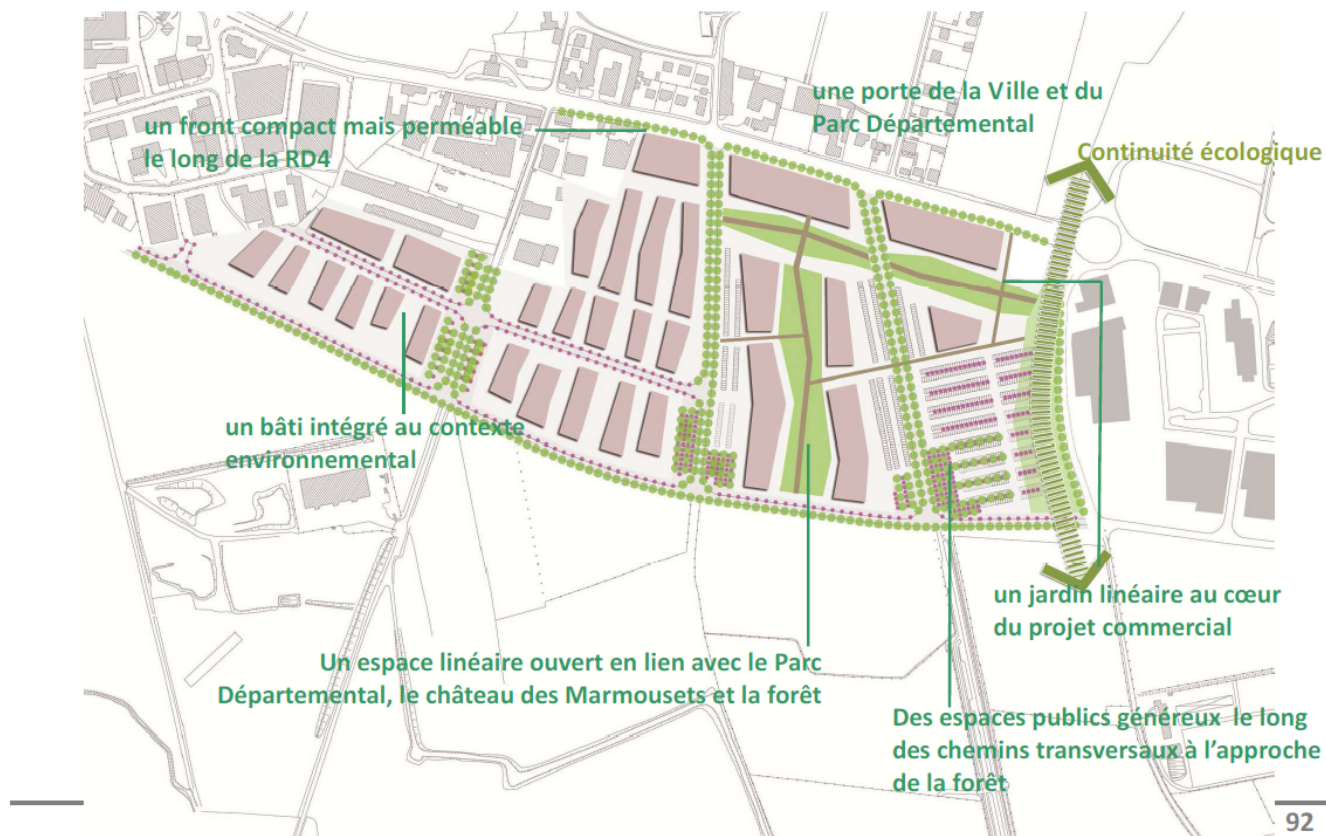 une porte de la Ville et du
Parc Départemental
un front compact mais perméable
le long de la RD4
Continuité écologique
un bâti intégré au contexte
environnemental
un jardin linéaire au cœur
du projet commercial
Un espace linéaire ouvert en lien avec le Parc
Départemental, le château des Marmousets et la forêt
Des espaces publics généreux le long
des chemins transversaux à l’approche
de la forêt
92